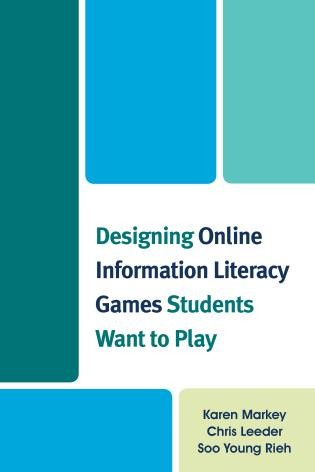 Designing Online
Information Literacy
Games Students
Want to Play
Karen Markey
Chris Leeder
Soo Young Rieh